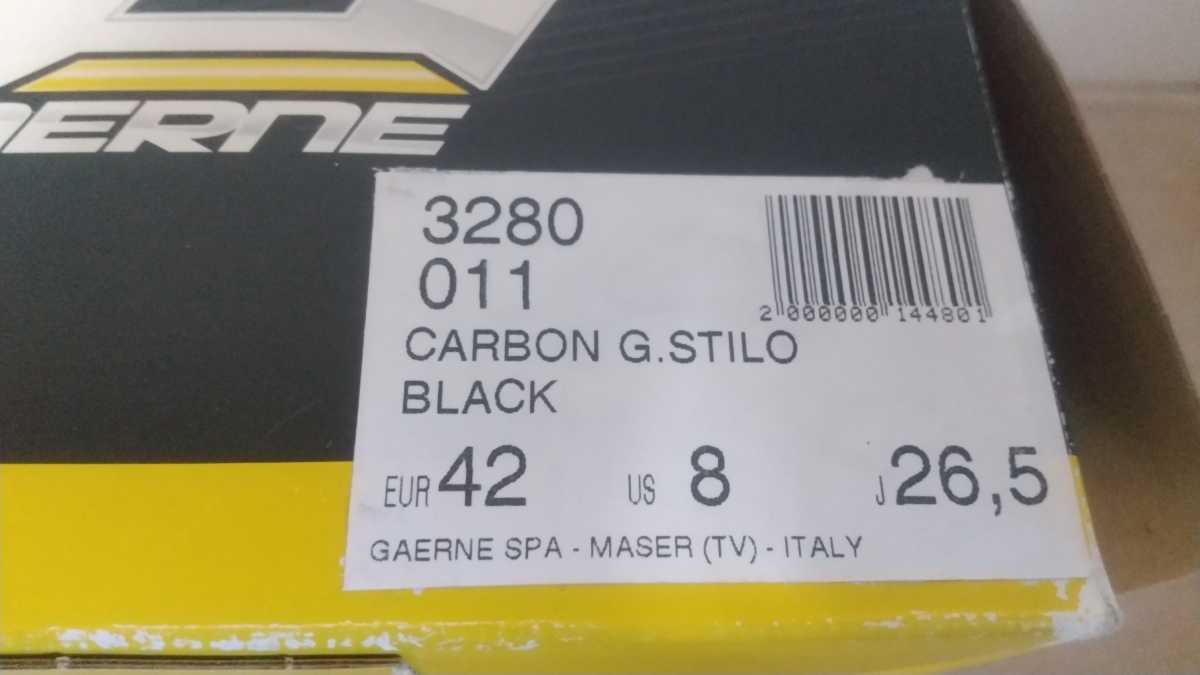 AERNE
3280
011
2 000000 144801
CARBON G.STILO
BLACK
EUR 42 US 8 J 26,5
GAERNE SPA - MASER (TV) - ITALY